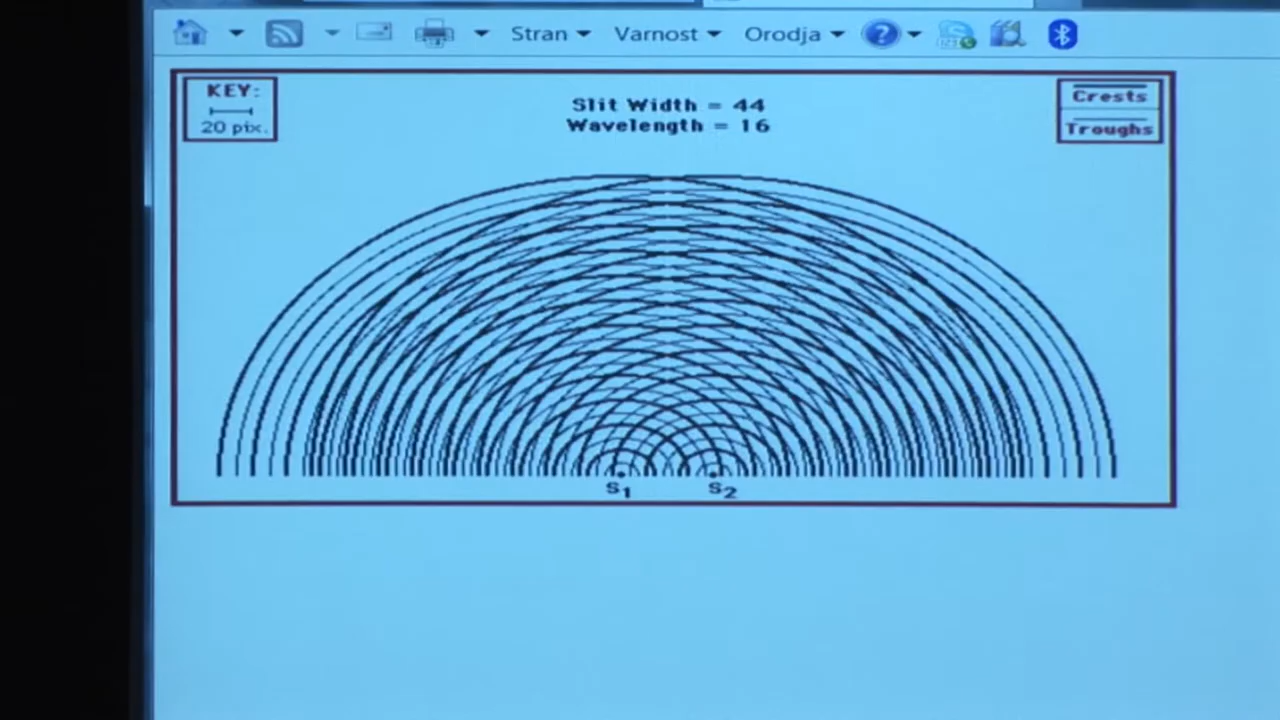 Stran Varnost Orodja
KEY:
20 pix.
Slit Width = 44
Wavelength = 16
Crests
Troughs
S1 S2